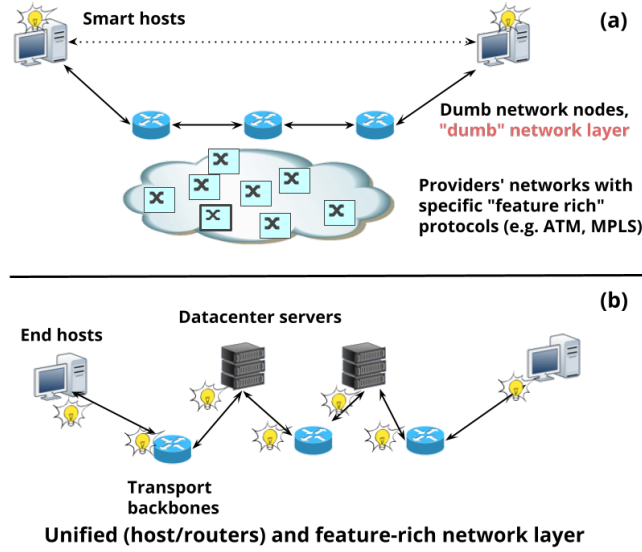 Smart hosts
(a)
Dumb network nodes,
"dumb" network layer
Providers' networks with
specific "feature rich"
protocols (e.g. ATM, MPLS)
(b)
Datacenter servers
End hosts
Transport
backbones
Unified (host/routers) and feature-rich network layer